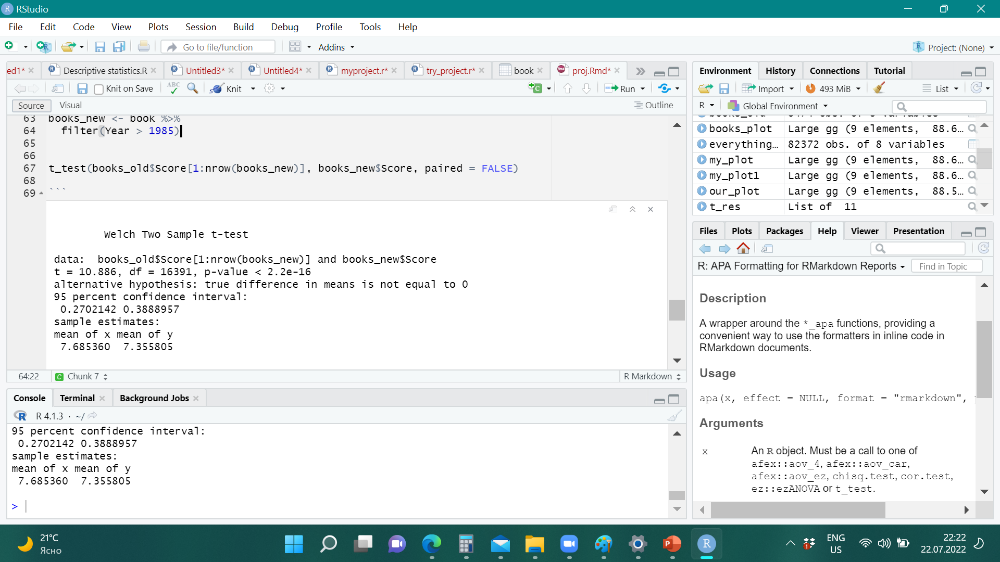 RStudio
File Edit Code View Plots Session Build Debug Profile Tools Help
Go to file/function Addins Project: (None)
ed1* Descriptive statistics.R Untitled3* Untitled4* myproject.r* try_project.r* book proj.Rmd*
Knit on Save ABC Knit Run
Source Visual Outline
63 books_new <- book %>%
64 filter(Year > 1985)
65
66
67 t_test(books_old$Score[1:nrow(books_new)], books_new$Score, paired = FALSE)
68
69 ```
Welch Two Sample t-test
data: books_old$Score[1:nrow(books_new)] and books_new$Score
t = 10.886, df = 16391, p-value < 2.2e-16
alternative hypothesis: true difference in means is not equal to 0
95 percent confidence interval:
0.2702142 0.3888957
sample estimates:
mean of x mean of y
7.685360 7.355805
64:22 C Chunk 7 R Markdown
Console Terminal Background Jobs
R 4.1.3 · ~/
95 percent confidence interval:
0.2702142 0.3888957
sample estimates:
mean of x mean of y
7.685360 7.355805
>
Environment History Connections Tutorial
Import 493 MiB List
R Global Environment
books_plot Large gg (9 elements, 88.6…
everything… 82372 obs. of 8 variables
my_plot Large gg (9 elements, 88.6…
my_plot1 Large gg (9 elements, 88.6…
our_plot Large gg (9 elements, 88.5…
t_res List of 11
Files Plots Packages Help Viewer Presentation
R: APA Formatting for RMarkdown Reports Find in Topic
Description
A wrapper around the *_apa functions, providing a
convenient way to use the formatters in inline code in
RMarkdown documents.
Usage
apa(x, effect = NULL, format = "rmarkdown",
Arguments
x An R object. Must be a call to one of
afex::aov_4, afex::aov_car,
afex::aov_ez, chisq.test, cor.test,
ez::ezANOVA or t_test.
21°C
Ясно
ENG
US
22:22
22.07.2022